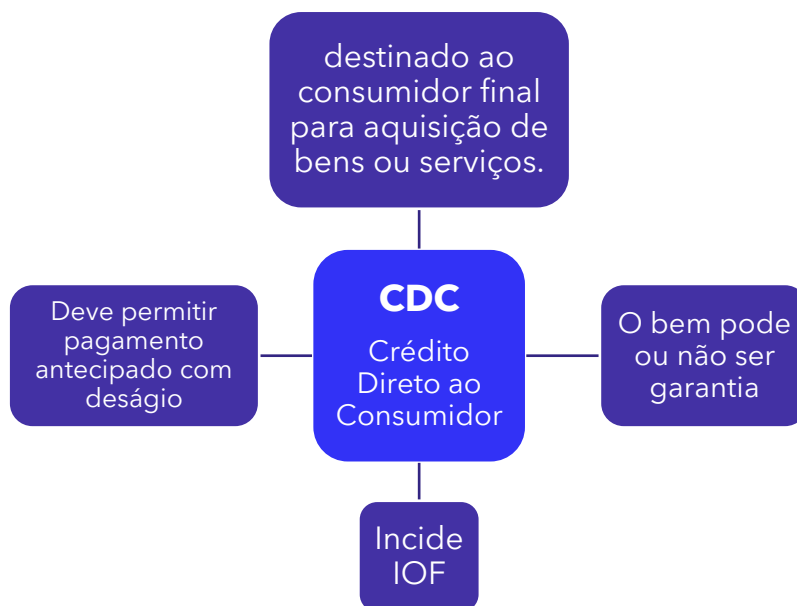 destinado ao
consumidor final
para aquisição de
bens ou serviços.
Deve permitir
pagamento
antecipado com
deságio
CDC
Crédito
Direto ao
Consumidor
O bem pode
ou não ser
garantia
Incide
IOF